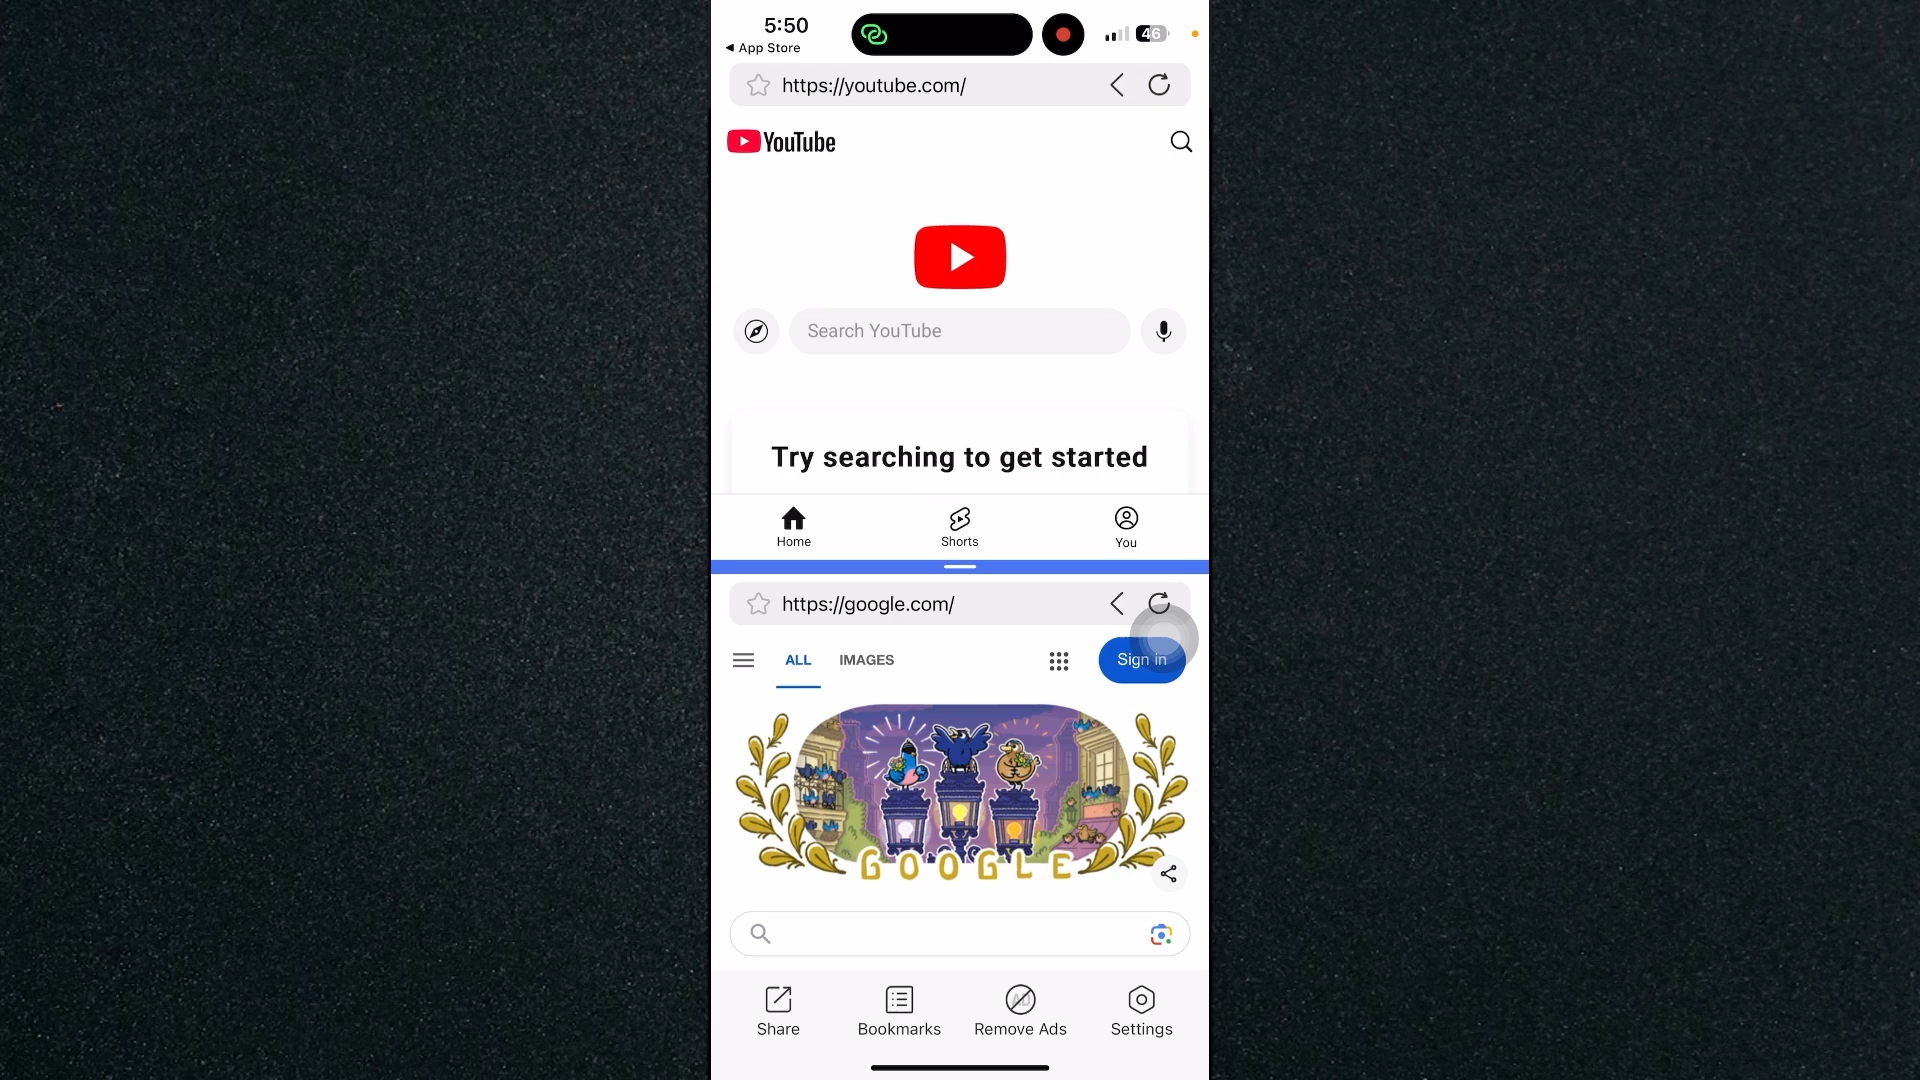 5:50
App Store
46
https://youtube.com/
YouTube
Search YouTube
Try searching to get started
Home
Shorts
You
https://google.com/
ALL
IMAGES
Sign in
GOOGLE
AD
Share
Bookmarks
Remove Ads
Settings